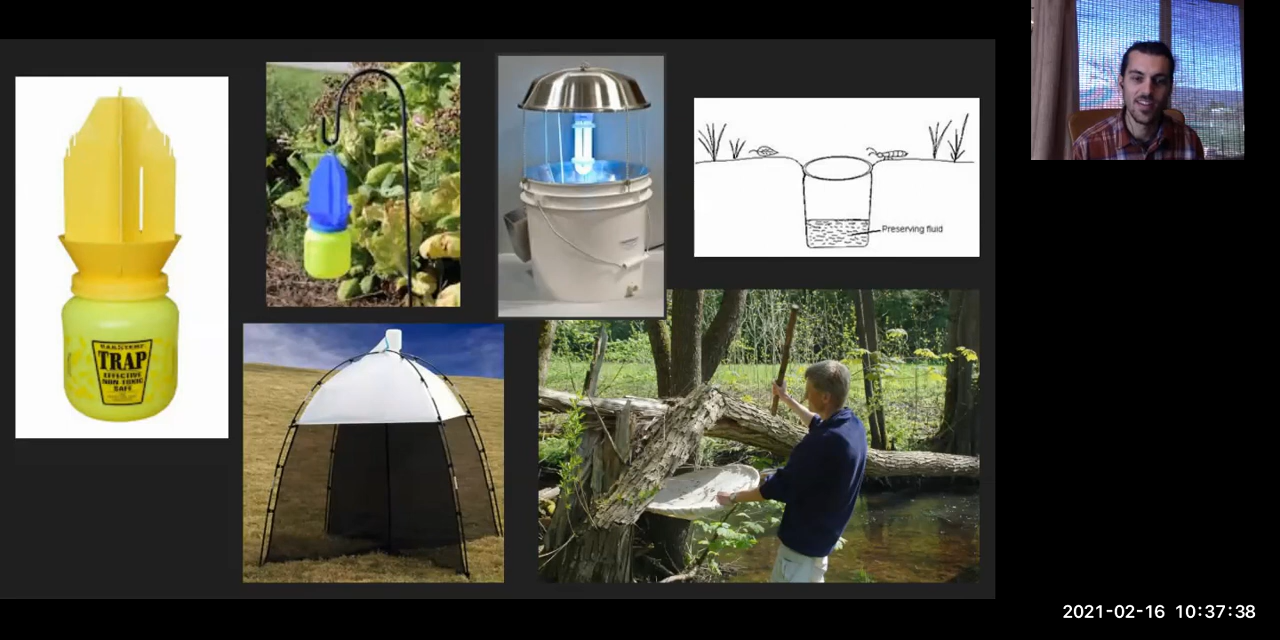 TRAP
EFFECTIVE
NON TOXIC
SAFE
Preserving fluid
2021-02-16 10:37:38